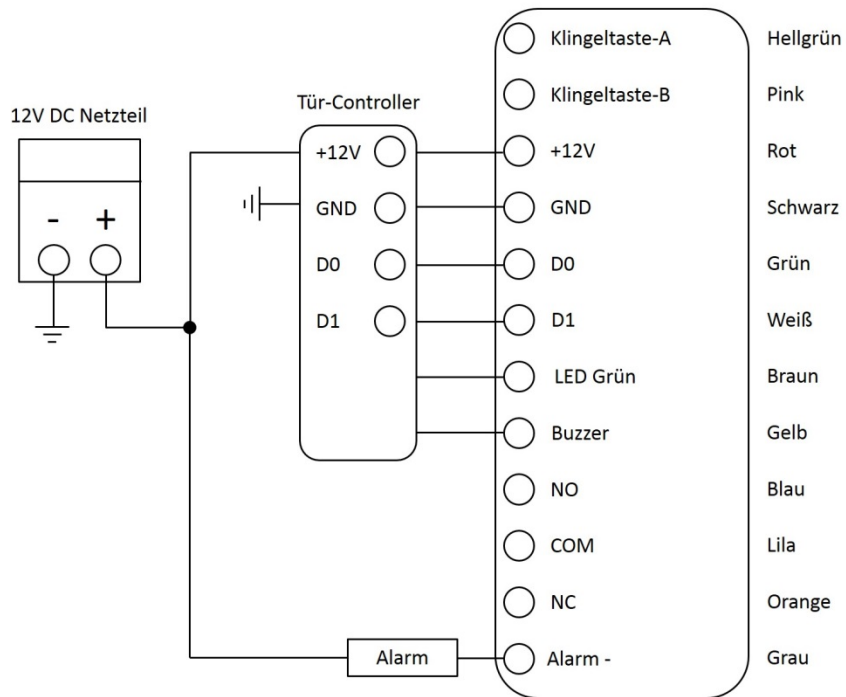 Klingeltaste-A Hellgrün
Klingeltaste-B Pink
12V DC Netzteil
Tür-Controller
+12V +12V Rot
GND GND Schwarz
- +
D0 D0 Grün
D1 D1 Weiß
LED Grün Braun
Buzzer Gelb
NO Blau
COM Lila
NC Orange
Alarm Alarm - Grau